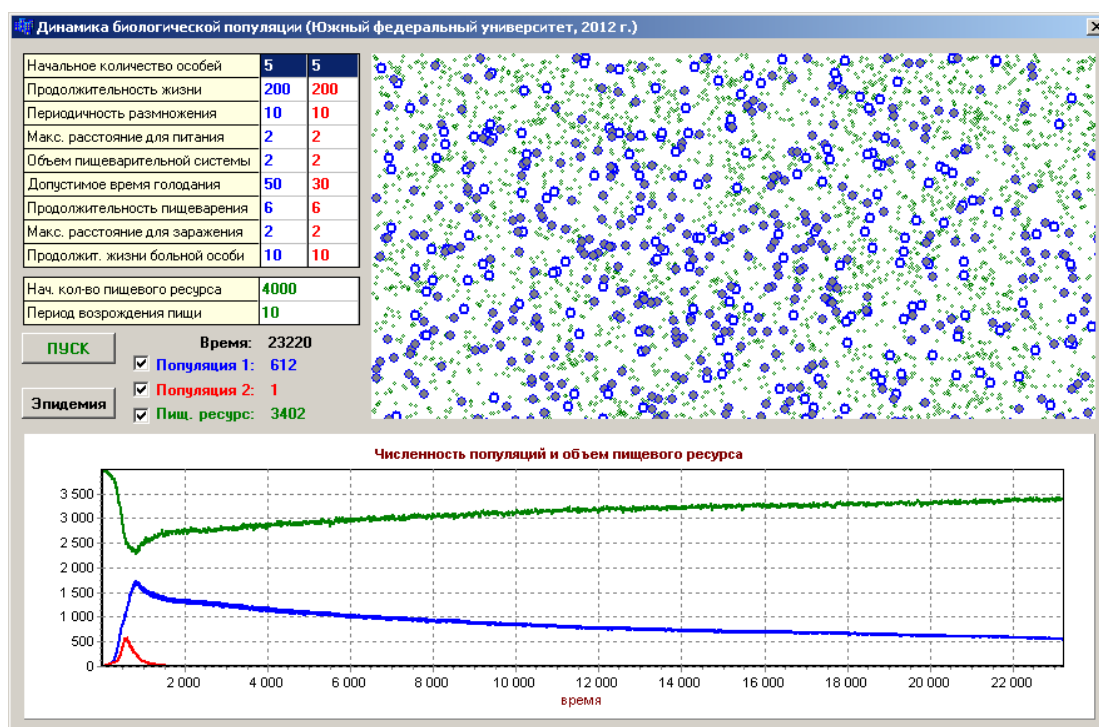 Динамика биологической популяции (Южный федеральный университет, 2012 г.)
Начальное количество особей 5 5
Продолжительность жизни 200 200
Периодичность размножения 10 10
Макс. расстояние для питания 2 2
Объем пищеварительной системы 2 2
Допустимое время голодания 50 30
Продолжительность пищеварения 6 6
Макс. расстояние для заражения 2 2
Продолжит. жизни больной особи 10 10
Нач. кол-во пищевого ресурса 4000
Период возрождения пищи 10
ПУСК
Время: 23220
Популяция 1: 612
Популяция 2: 1
Эпидемия
Пищ. ресурс: 3402
Численность популяций и объем пищевого ресурса
3 500
3 000
2 500
2 000
1 500
1 000
500
0
2 000 4 000 6 000 8 000 10 000 12 000 14 000 16 000 18 000 20 000 22 000
время